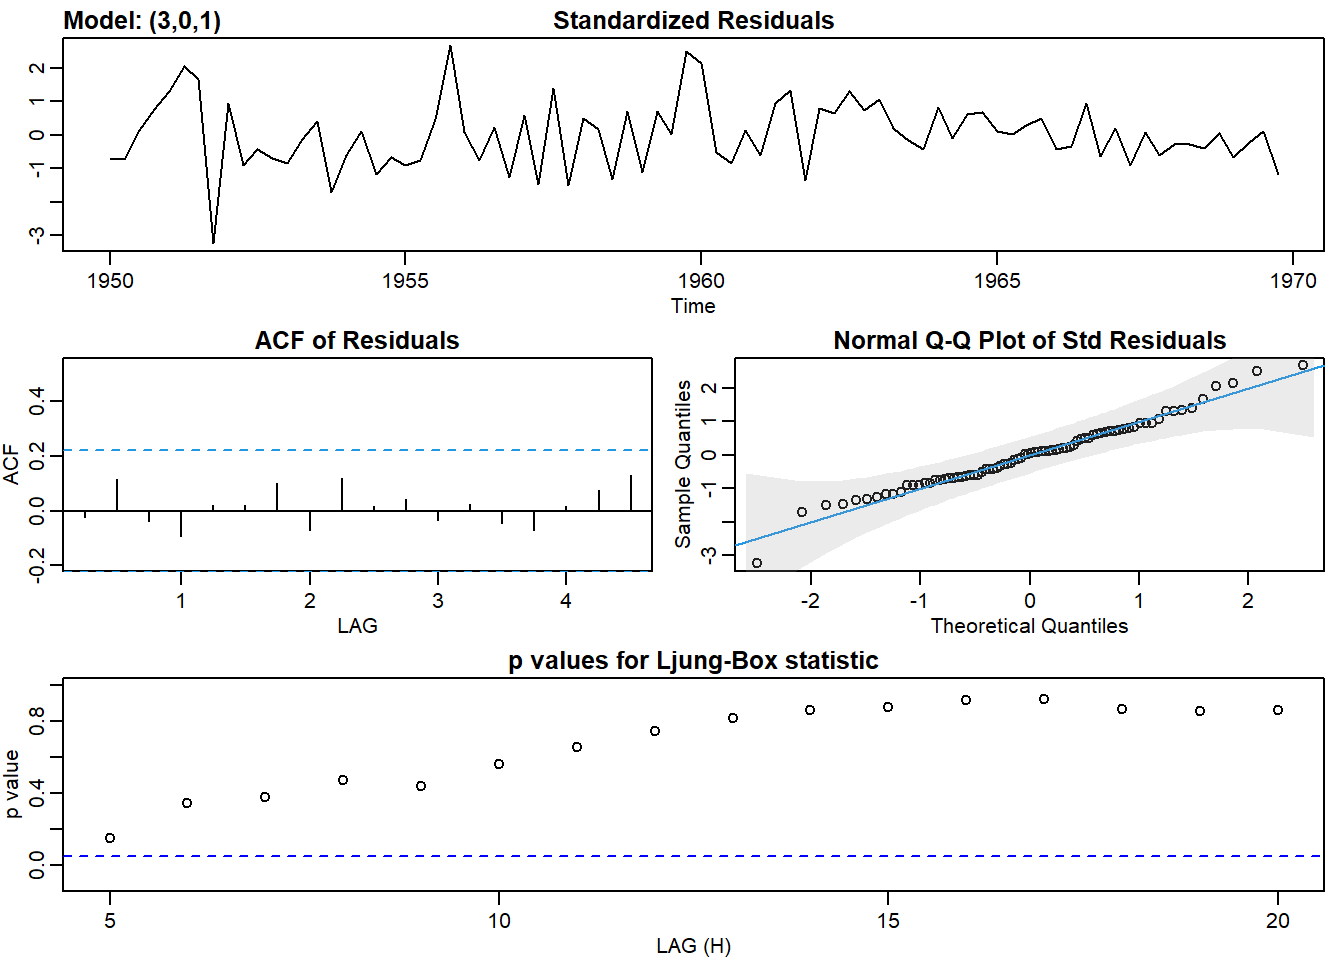 Model: (3,0,1) Standardized Residuals
2
1
0
-1
-3
1950 1955 1960 1965 1970
Time
ACF of Residuals
ACF
0.4
0.2
0.0
-0.2
1 2 3 4
LAG
Normal Q-Q Plot of Std Residuals
Sample Quantiles
2
1
0
-1
-3
-2 -1 0 1 2
Theoretical Quantiles
p values for Ljung-Box statistic
p value
0.8
0.4
0.0
5 10 15 20
LAG (H)